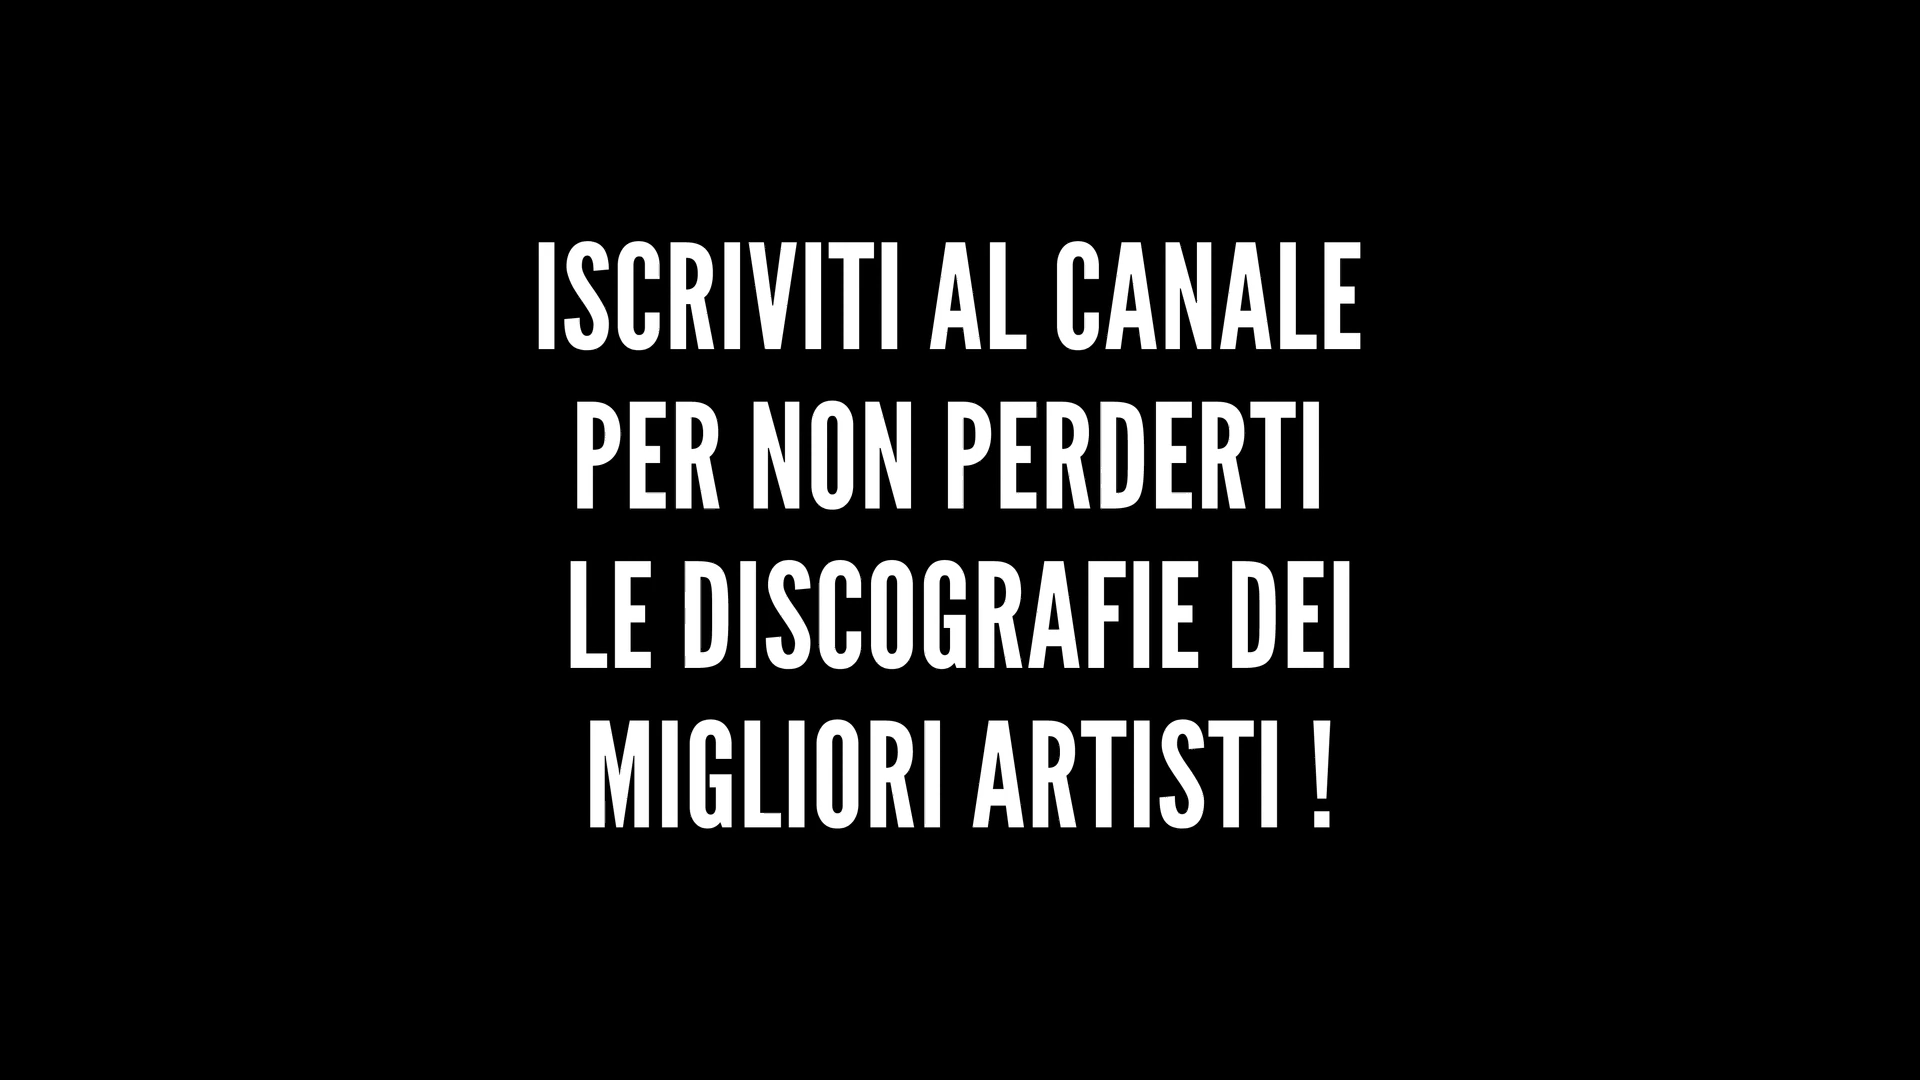 ISCRIVITI AL CANALE
PER NON PERDERTI
LE DISCOGRAFIE DEI
MIGLIORI ARTISTI !